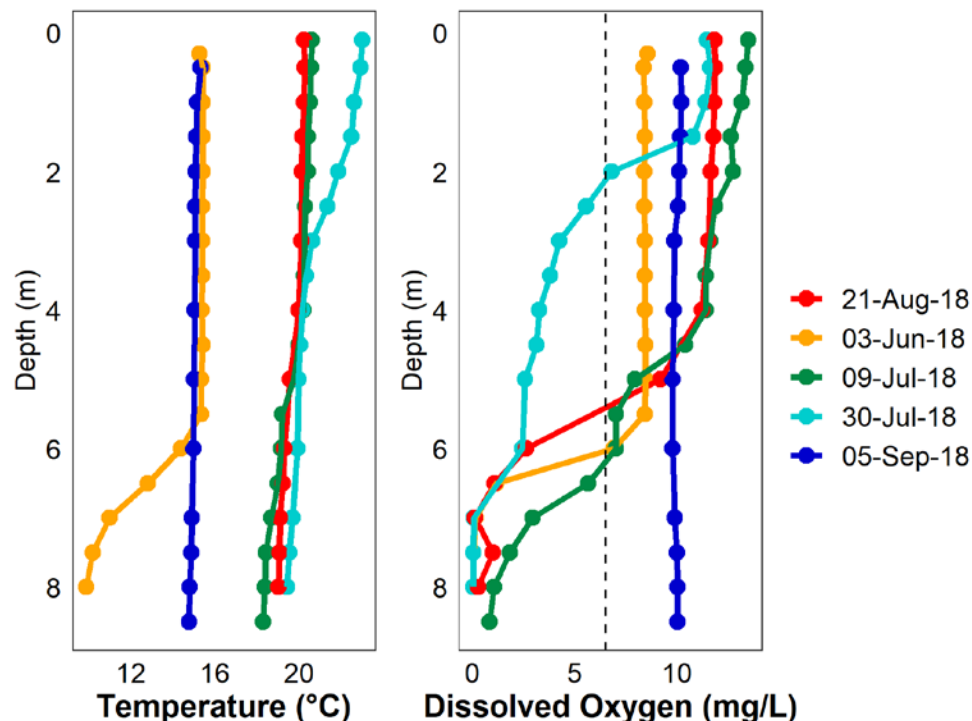 0
2
4
6
8
Depth (m)
12
16
20
Temperature (°C)
0
2
4
6
8
Depth (m)
0
5
10
Dissolved Oxygen (mg/L)
21-Aug-18
03-Jun-18
09-Jul-18
30-Jul-18
05-Sep-18